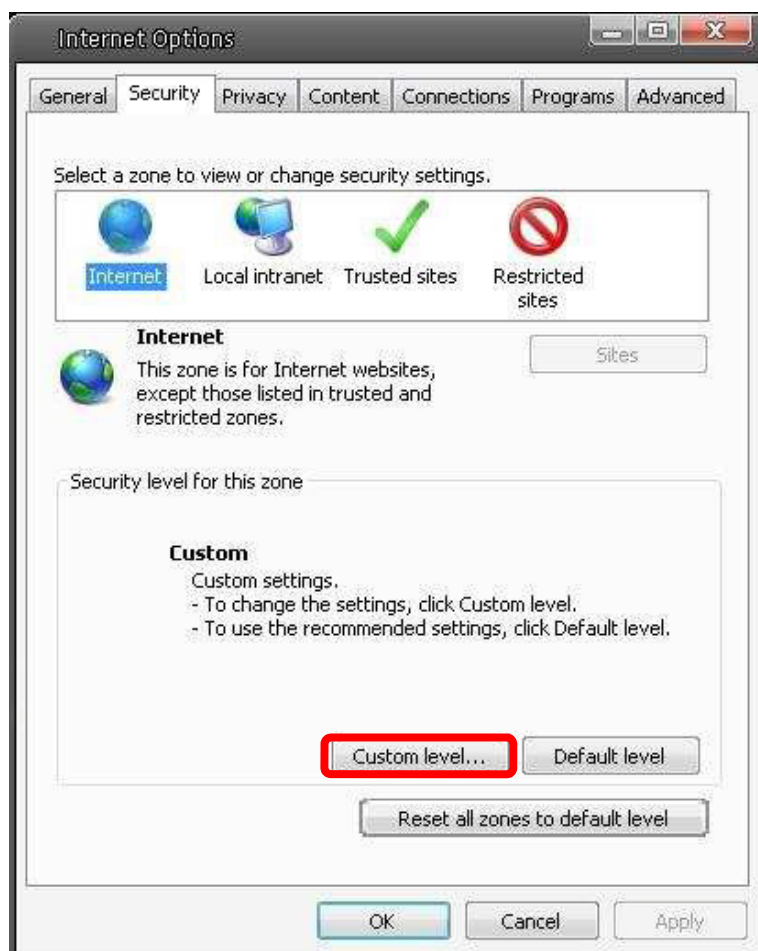 Internet Options
General Security Privacy Content Connections Programs Advanced
Select a zone to view or change security settings.
Internet Local intranet Trusted sites Restricted
sites
Internet
Sites
This zone is for Internet websites,
except those listed in trusted and
restricted zones.
Security level for this zone
Custom
Custom settings.
- To change the settings, click Custom level.
- To use the recommended settings, click Default level.
Custom level... Default level
Reset all zones to default level
OK Cancel Apply